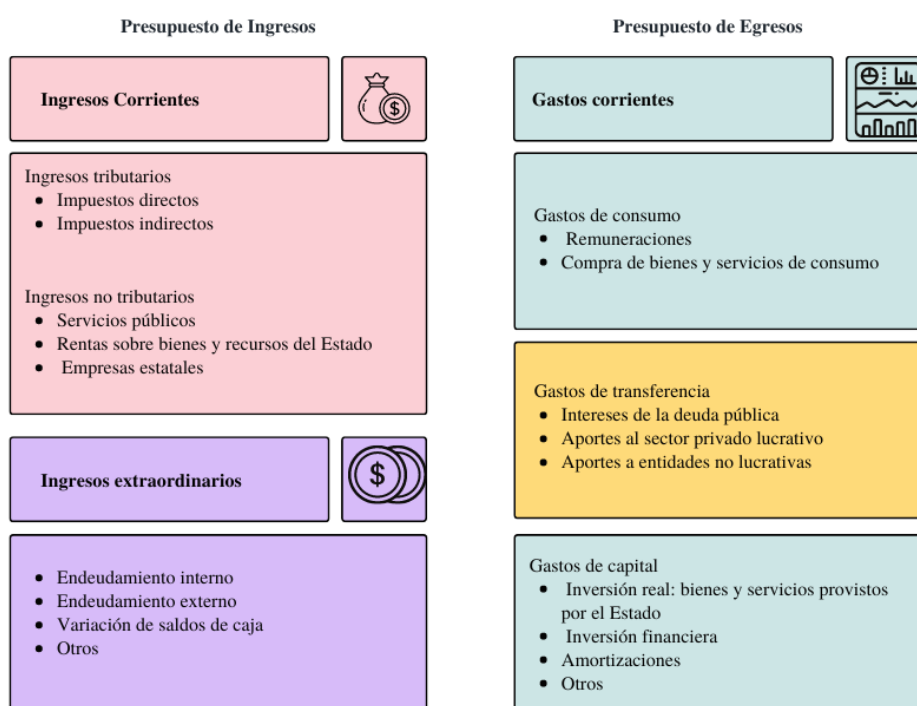 Presupuesto de Ingresos
Ingresos Corrientes
Ingresos tributarios
• Impuestos directos
• Impuestos indirectos
Ingresos no tributarios
• Servicios públicos
• Rentas sobre bienes y recursos del Estado
• Empresas estatales
Ingresos extraordinarios
• Endeudamiento interno
• Endeudamiento externo
• Variación de saldos de caja
• Otros
Presupuesto de Egresos
Gastos corrientes
Gastos de consumo
• Remuneraciones
• Compra de bienes y servicios de consumo
Gastos de transferencia
• Intereses de la deuda pública
• Aportes al sector privado lucrativo
• Aportes a entidades no lucrativas
Gastos de capital
• Inversión real: bienes y servicios provistos
por el Estado
• Inversión financiera
• Amortizaciones
• Otros